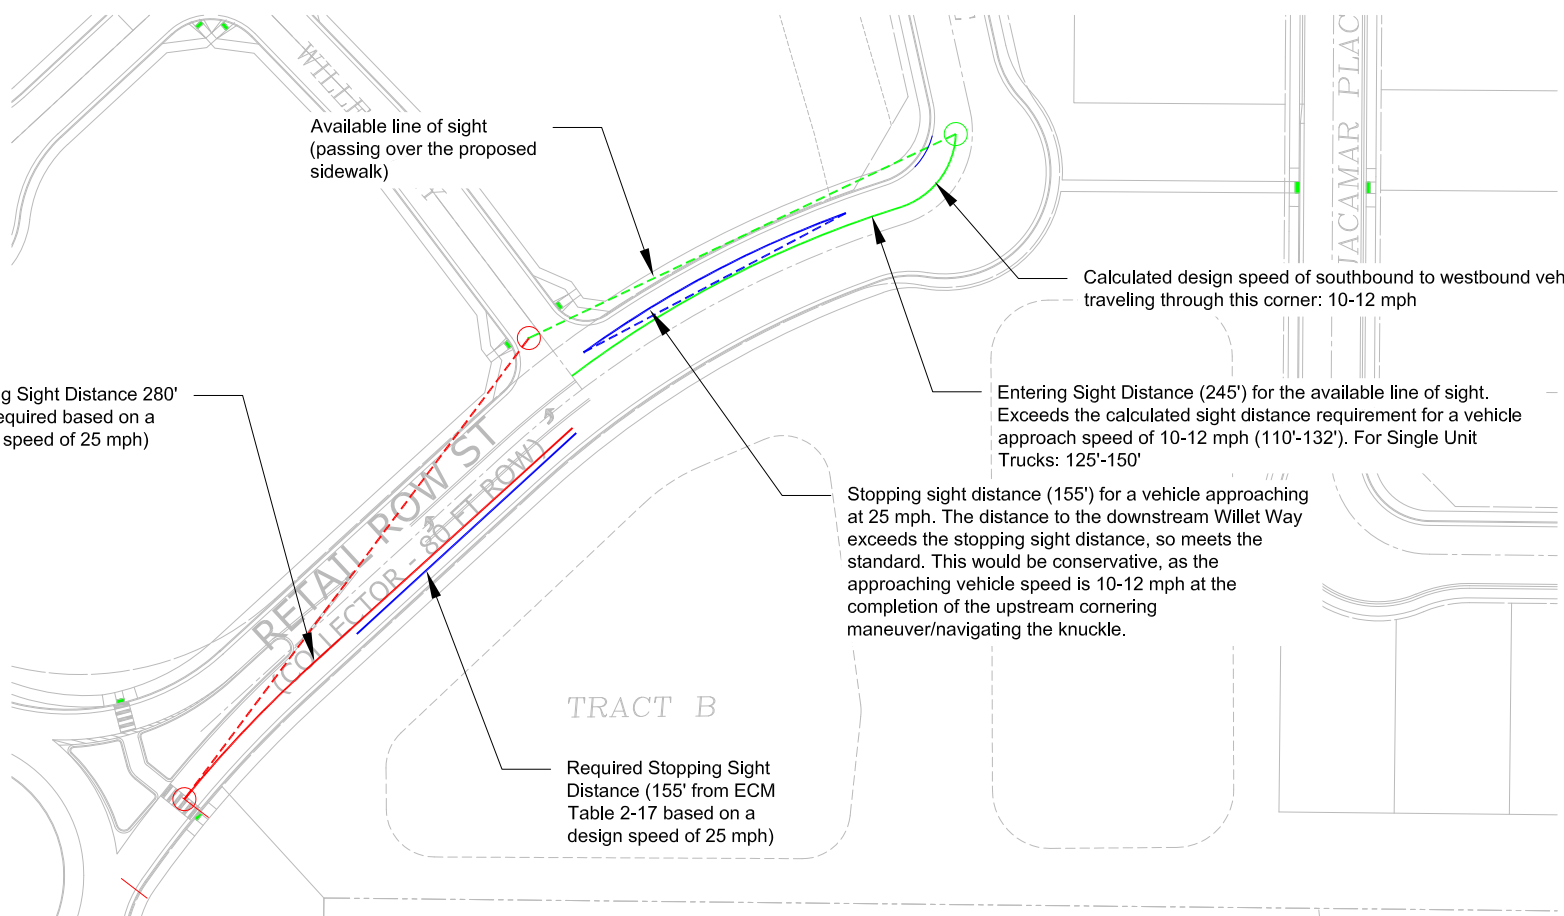 WILLE
Y
JACAMAR PLAC
Available line of sight
(passing over the proposed
sidewalk)
Calculated design speed of southbound to westbound veh
traveling through this corner: 10-12 mph
g Sight Distance 280'
equired based on a
speed of 25 mph)
Entering Sight Distance (245') for the available line of sight.
Exceeds the calculated sight distance requirement for a vehicle
approach speed of 10-12 mph (110'-132'). For Single Unit
Trucks: 125'-150'
Stopping sight distance (155') for a vehicle approaching
at 25 mph. The distance to the downstream Willet Way
exceeds the stopping sight distance, so meets the
standard. This would be conservative, as the
approaching vehicle speed is 10-12 mph at the
completion of the upstream cornering
maneuver/navigating the knuckle.
RETAIL ROW ST
(COLLECTOR - 80 FT ROW)
TRACT B
Required Stopping Sight
Distance (155' from ECM
Table 2-17 based on a
design speed of 25 mph)